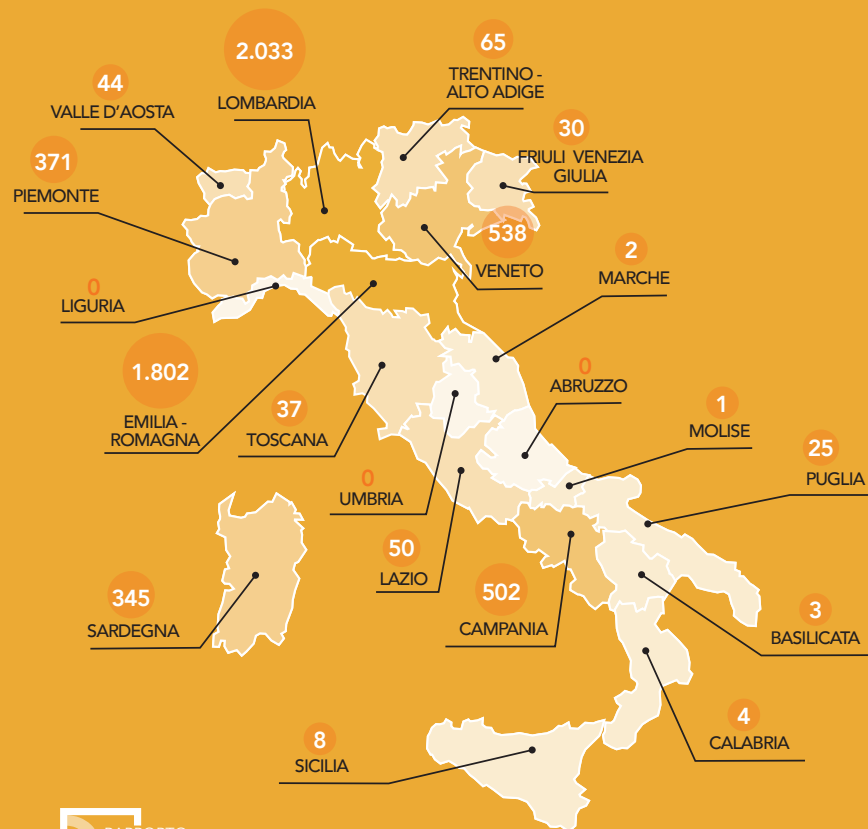 2.033
LOMBARDIA
65
TRENTINO -
ALTO ADIGE
44
VALLE D'AOSTA
30
FRIULI VENEZIA
GIULIA
371
PIEMONTE
538
VENETO
2
MARCHE
0
LIGURIA
1.802
EMILIA -
ROMAGNA
37
TOSCANA
0
ABRUZZO
1
MOLISE
25
PUGLIA
0
UMBRIA
50
LAZIO
502
CAMPANIA
345
SARDEGNA
3
BASILICATA
4
CALABRIA
8
SICILIA